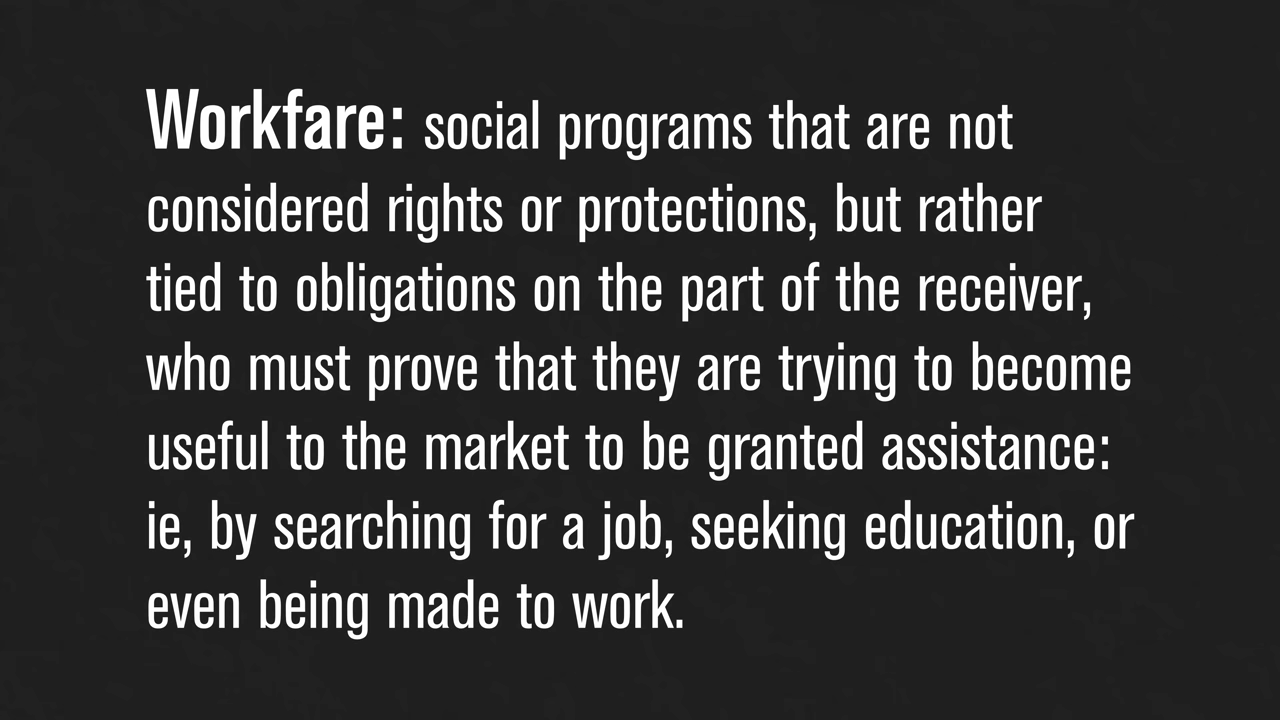 Workfare: social programs that are not
considered rights or protections, but rather
tied to obligations on the part of the receiver,
who must prove that they are trying to become
useful to the market to be granted assistance:
ie, by searching for a job, seeking education, or
even being made to work.